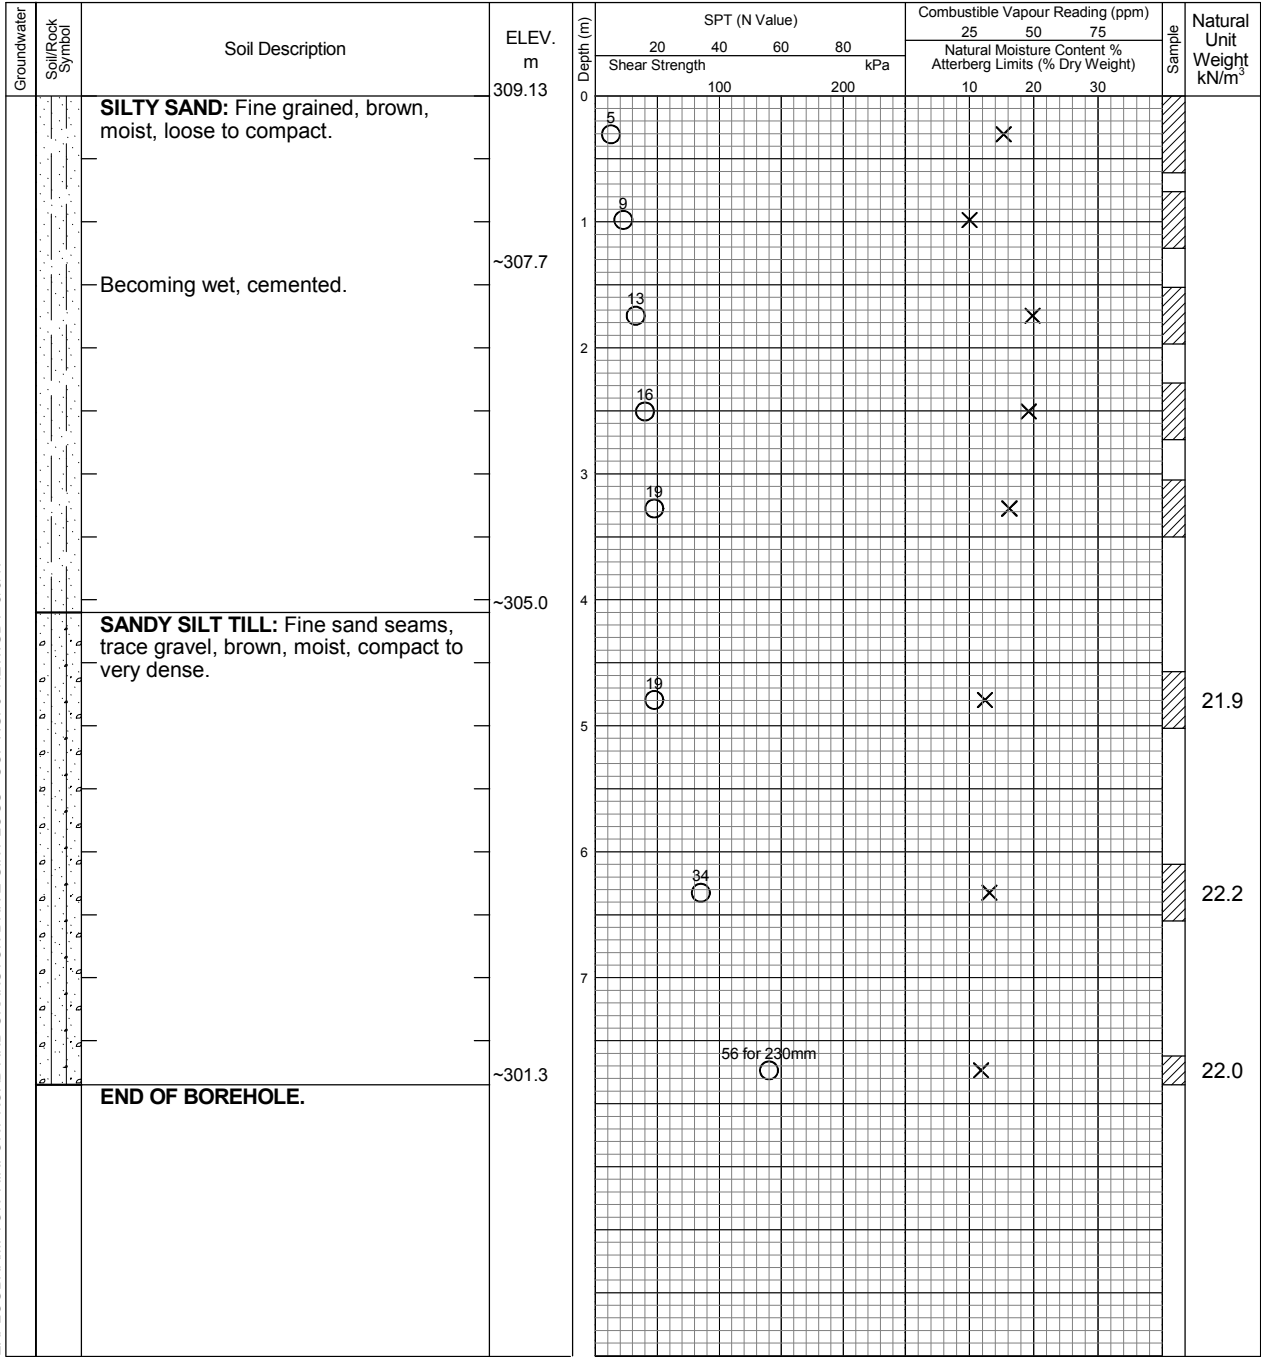 Groundwater
Soil/Rock
Symbol
Soil Description
ELEV.
m
309.13
Depth (m)
SPT (N Value)
20 40 60 80
Shear Strength kPa
100 200
Combustible Vapour Reading (ppm)
25 50 75
Natural Moisture Content %
Atterberg Limits (% Dry Weight)
10 20 30
Sample
Natural
Unit
Weight
kN/m³
0
SILTY SAND: Fine grained, brown,
moist, loose to compact.
5
9
1
~307.7
Becoming wet, cemented.
13
2
16
3
19
4
~305.0
SANDY SILT TILL: Fine sand seams,
trace gravel, brown, moist, compact to
very dense.
19
21.9
5
6
34
22.2
7
56 for 230mm
~301.3
22.0
END OF BOREHOLE.